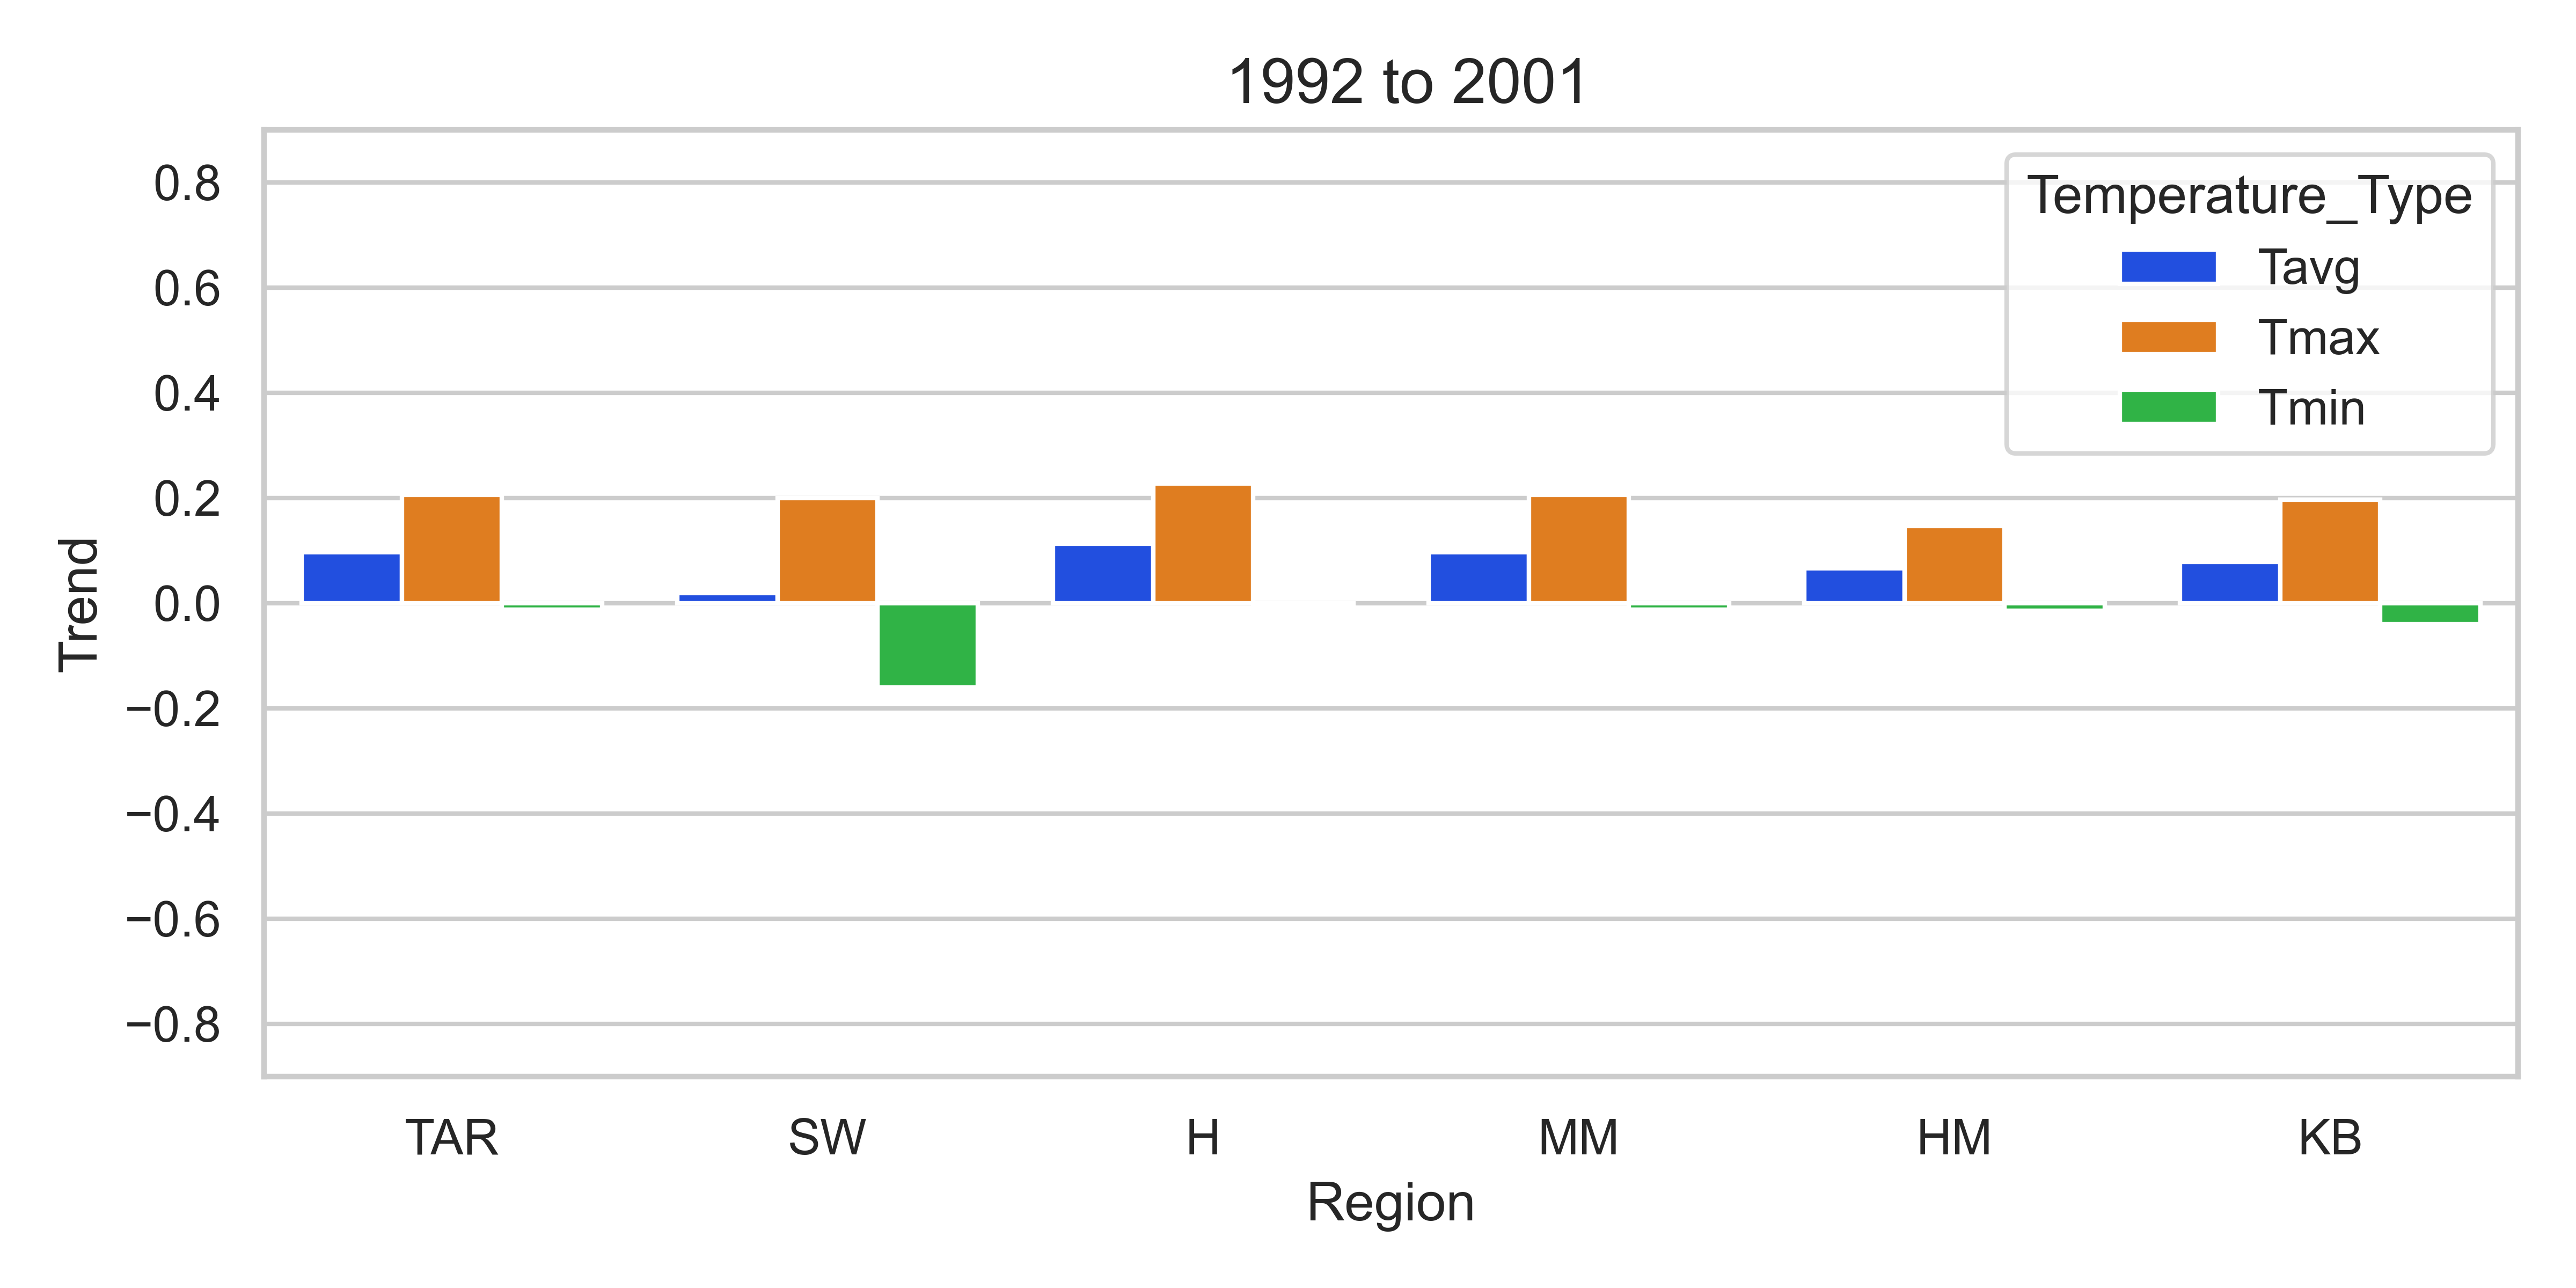 1992 to 2001
Temperature_Type
Tavg
Tmax
Tmin
Trend
0.8
0.6
0.4
0.2
0.0
−0.2
−0.4
−0.6
−0.8
TAR SW H MM HM KB
Region